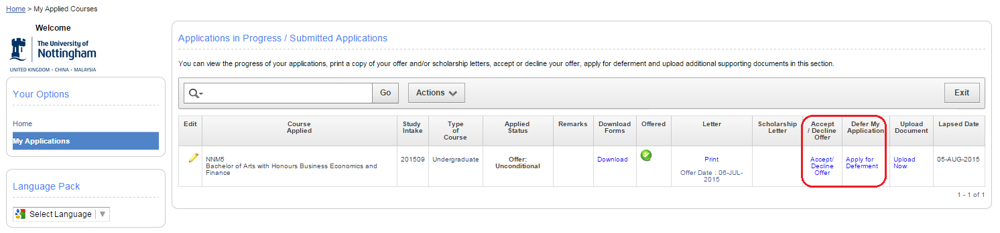 Home > My Applied Courses
Welcome
The University of
Nottingham
UNITED KINGDOM · CHINA · MALAYSIA
Your Options
Home
My Applications
Language Pack
Select Language ▼
Applications in Progress / Submitted Applications
You can view the progress of your applications, print a copy of your offer and/or scholarship letters, accept or decline your offer, apply for deferment and upload additional supporting documents in this section.
Go
Actions
Exit
Edit
Course
Applied
Study
Intake
Type
of
Course
Applied
Status
Remarks
Download
Forms
Offered
Letter
Scholarship
Letter
Accept
/ Decline
Offer
Defer My
Application
Upload
Document
Lapsed Date
NNM5
Bachelor of Arts with Honours Business Economics and
Finance
201509
Undergraduate
Offer:
Unconditional
Download
Print
Offer Date : 06-JUL-
2015
Accept/
Decline
Offer
Apply for
Deferment
Upload
Now
05-AUG-2015
1 - 1 of 1